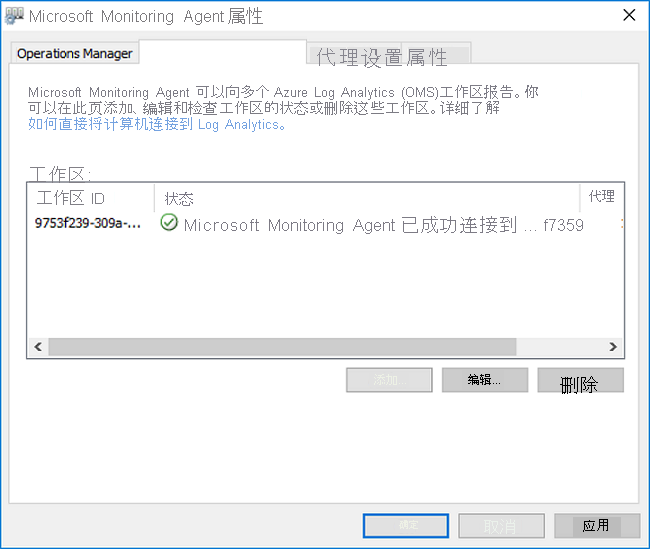 Microsoft Monitoring Agent 属性
Operations Manager
代理设置属性
Microsoft Monitoring Agent 可以向多个 Azure Log Analytics (OMS)工作区报告。你
可以在此页添加、编辑和检查工作区的状态或删除这些工作区。详细了解
如何直接将计算机连接到 Log Analytics。
工作区:
工作区 ID 状态 代理
9753f239-309a-... Microsoft Monitoring Agent 已成功连接到 ... f7359
添加... 编辑... 删除
确定 取消 应用